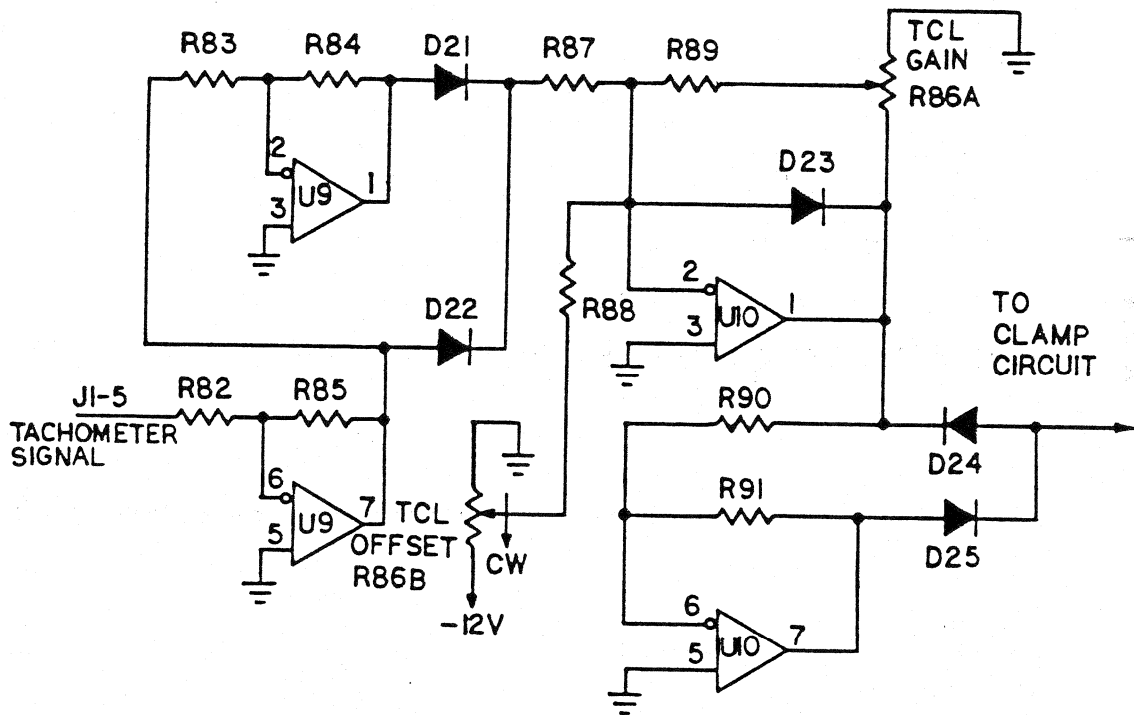 R83
R84
D21
R87
R89
TCL
GAIN
R86A
2
3
U9
1
D23
R88
2
3
U10
1
D22
TO
CLAMP
CIRCUIT
J1-5
TACHOMETER
SIGNAL
R82
R85
R90
D24
6
5
U9
7
TCL
OFFSET
R86B
CW
-12V
R91
D25
6
5
U10
7